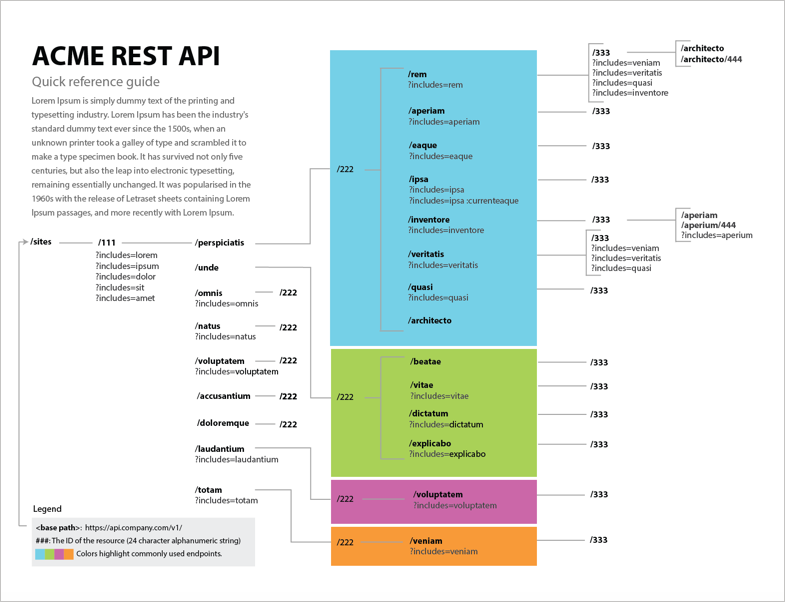 ACME REST API
Quick reference guide
Lorem Ipsum is simply dummy text of the printing and
typesetting industry. Lorem Ipsum has been the industry's
standard dummy text ever since the 1500s, when an
unknown printer took a galley of type and scrambled it to
make a type specimen book. It has survived not only five
centuries, but also the leap into electronic typesetting,
remaining essentially unchanged. It was popularised in the
1960s with the release of Letraset sheets containing Lorem
Ipsum passages, and more recently with Lorem Ipsum.
/sites
/111
?includes=lorem
?includes=ipsum
?includes=dolor
?includes=sit
?includes=amet
/perspiciatis
/unde
/omnis
?includes=omnis
/222
/natus
?includes=natus
/222
/voluptatem
?includes=voluptatem
/222
/accusantium
/222
/doloremque
/222
/laudantium
?includes=laudantium
/totam
?includes=totam
/222
/rem
?includes=rem
/333
?includes=veniam
?includes=veritatis
?includes=quasi
?includes=inventore
/architecto
/architecto/444
/aperiam
?includes=aperiam
/333
/eaque
?includes=eaque
/333
/ipsa
?includes=ipsa
?includes=ipsa :currenteaque
/333
/inventore
?includes=inventore
/333
/aperiam
/aperium/444
?includes=aperium
/veritatis
?includes=veritatis
/333
?includes=veniam
?includes=veritatis
?includes=quasi
/quasi
?includes=quasi
/333
/architecto
/222
/beatae
/333
/vitae
?includes=vitae
/333
/dictatum
?includes=dictatum
/333
/explicabo
?includes=explicabo
/333
/222
/voluptatem
?includes=voluptatem
/333
/222
/veniam
?includes=veniam
/333
Legend
<base path>: https://api.company.com/v1/
###: The ID of the resource (24 character alphanumeric string)
Colors highlight commonly used endpoints.